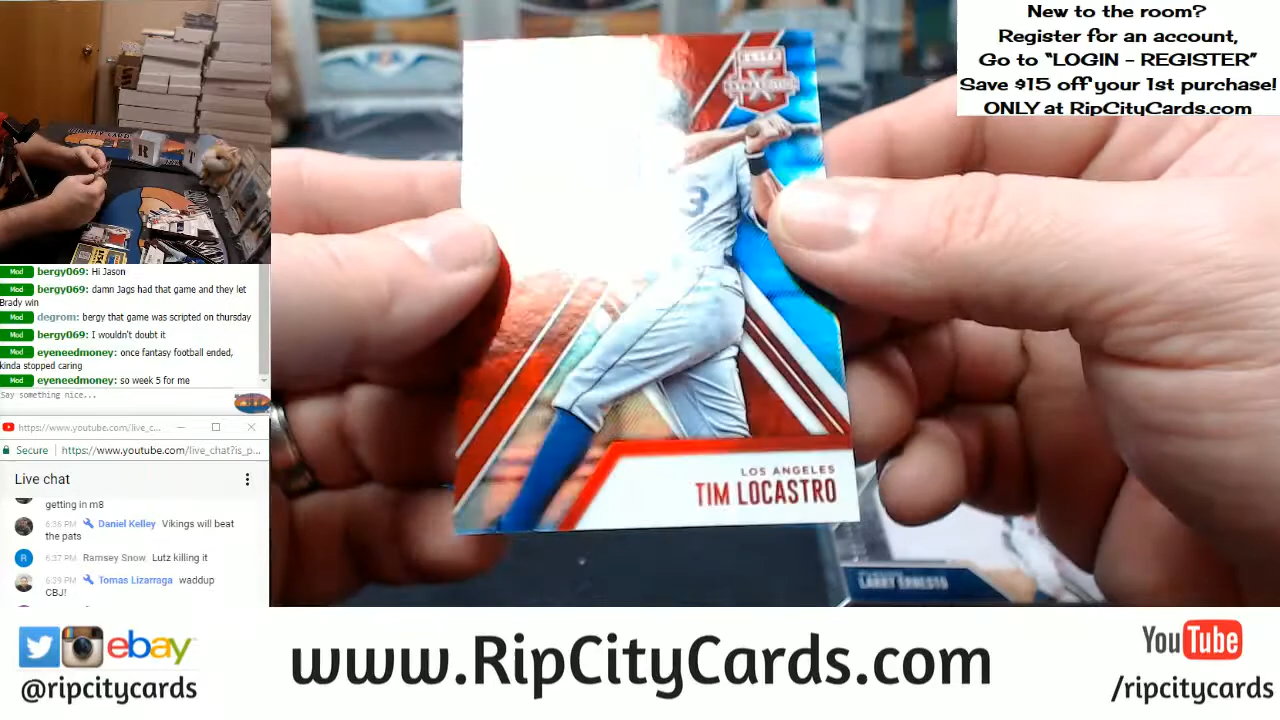 New to the room?
Register for an account,
Go to "LOGIN - REGISTER"
Save $15 off your 1st purchase!
ONLY at RipCityCards.com
R T
Mod bergy069: Hi Jason
Mod bergy069: damn Jags had that game and they let
Brady win
Mod degrom: bergy that game was scripted on thursday
Mod bergy069: I wouldn't doubt it
Mod eyeneedmoney: once fantasy football ended,
kinda stopped caring
Mod eyeneedmoney: so week 5 for me
Say something nice...
https://www.youtube.com/live_c...
Secure https://www.youtube.com/live_chat?is_p...
Live chat
getting in m8
6:36 PM Daniel Kelley Vikings will beat
the pats
R 6:37 PM Ramsey Snow Lutz killing it
6:39 PM Tomas Lizarraga waddup
CBJ!
ELITE
X
3
LOS ANGELES
TIM LOCASTRO
LARRY ERNESTO
ebay
@ripcitycards
www.RipCityCards.com
YouTube
/ripcitycards